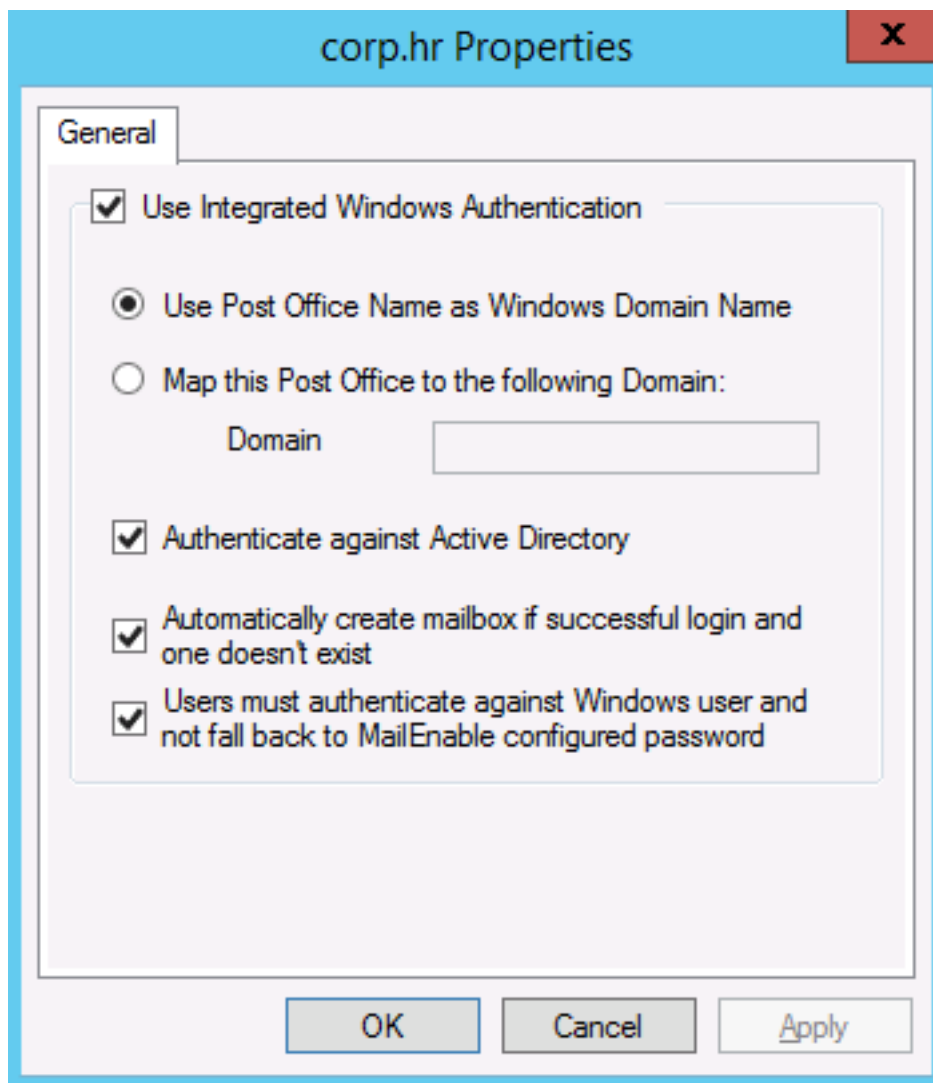 corp.hr Properties
x
General
Use Integrated Windows Authentication
Use Post Office Name as Windows Domain Name
Map this Post Office to the following Domain:
Domain
Authenticate against Active Directory
Automatically create mailbox if successful login and
one doesn't exist
Users must authenticate against Windows user and
not fall back to MailEnable configured password
OK Cancel Apply